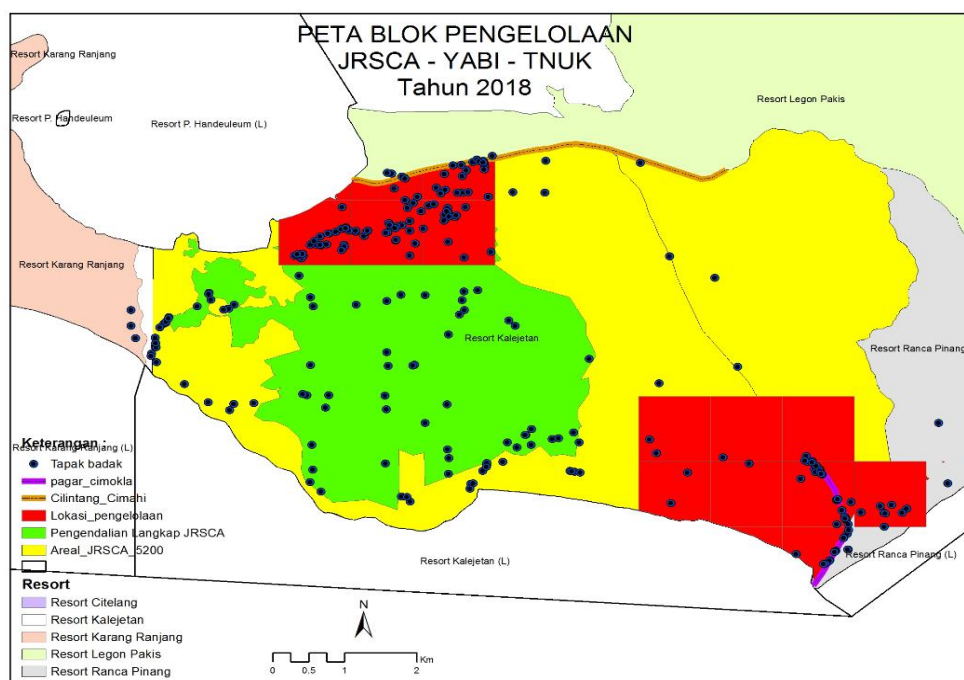 PETA BLOK PENGELOLAAN
JRSCA - YABI - TNUK
Tahun 2018
Resort Karang Ranjang
Resort Legon Pakis
Resort P. Handeuleum
Resort P. Handeuleum (L)
Resort Karang Ranjang
Resort Kalejetan
Resort Ranca Pinang
Resort Karang Ranjang (L)
Resort Kalejetan (L)
Resort Ranca Pinang (L)
Keterangan :
Tapak badak
pagar_cimokla
Cilintang_Cimahi
Lokasi_pengelolaan
Pengendalian Langkap JRSCA
Areal_JRSCA_5200
Resort
Resort Citelang
Resort Kalejetan
Resort Karang Ranjang
Resort Legon Pakis
Resort Ranca Pinang
N
Km
0 0.5 1 2